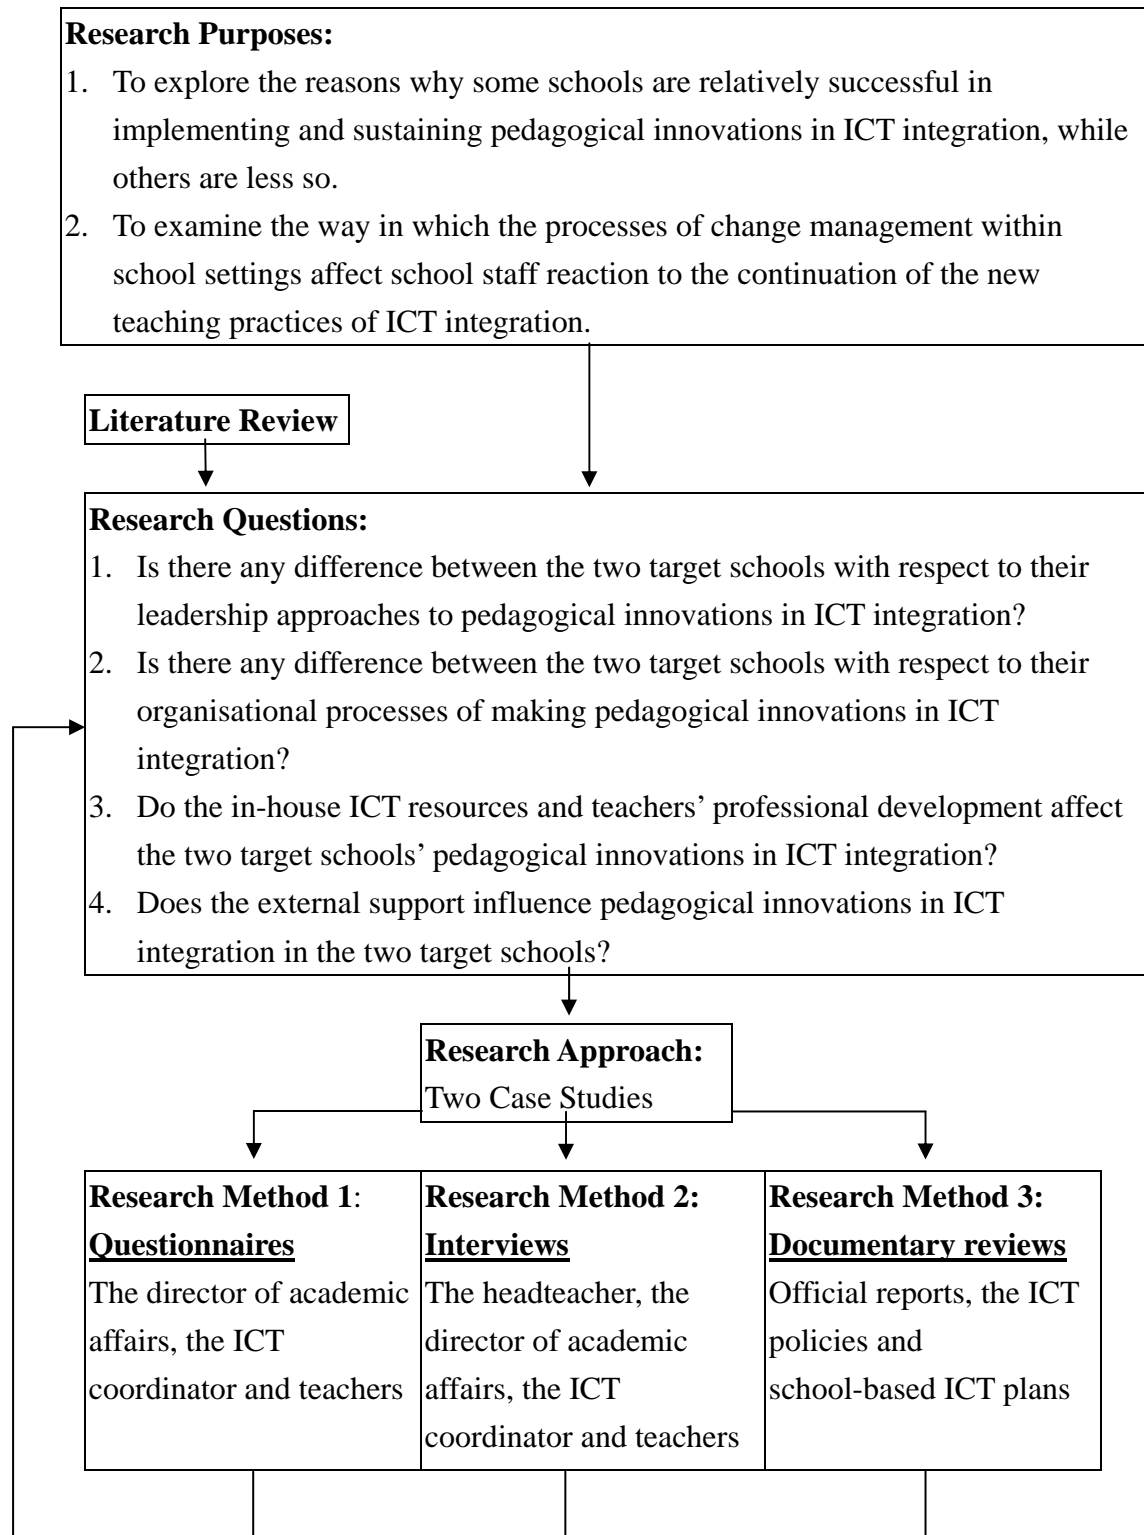 Research Purposes:
1. To explore the reasons why some schools are relatively successful in
implementing and sustaining pedagogical innovations in ICT integration, while
others are less so.
2. To examine the way in which the processes of change management within
school settings affect school staff reaction to the continuation of the new
teaching practices of ICT integration.
Literature Review
Research Questions:
1. Is there any difference between the two target schools with respect to their
leadership approaches to pedagogical innovations in ICT integration?
2. Is there any difference between the two target schools with respect to their
organisational processes of making pedagogical innovations in ICT
integration?
3. Do the in-house ICT resources and teachers’ professional development affect
the two target schools’ pedagogical innovations in ICT integration?
4. Does the external support influence pedagogical innovations in ICT
integration in the two target schools?
Research Approach:
Two Case Studies
Research Method 1:
Questionnaires
The director of academic
affairs, the ICT
coordinator and teachers
Research Method 2:
Interviews
The headteacher, the
director of academic
affairs, the ICT
coordinator and teachers
Research Method 3:
Documentary reviews
Official reports, the ICT
policies and
school-based ICT plans